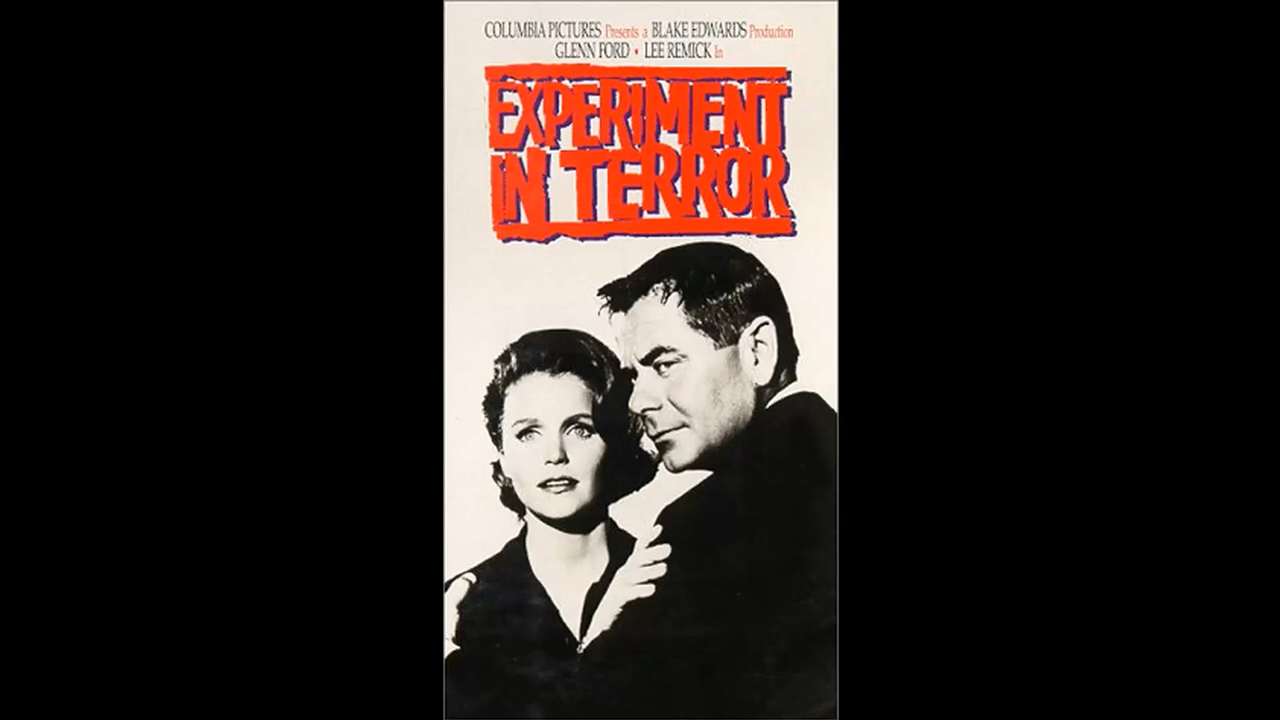 COLUMBIA PICTURES Presents a BLAKE EDWARDS Production
GLENN FORD • LEE REMICK In
EXPERIMENT
IN TERROR